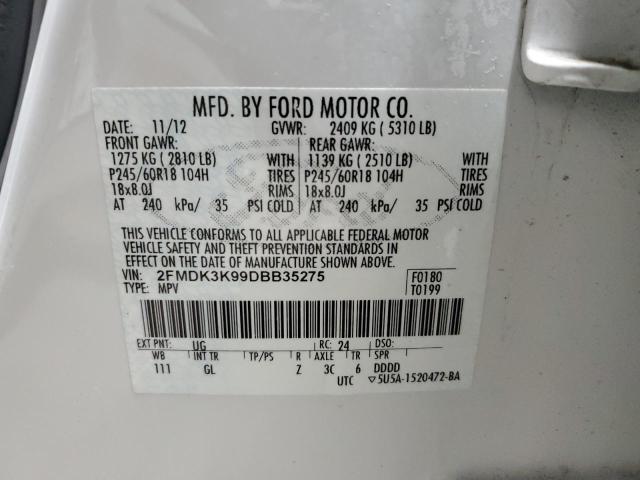 MFD. BY FORD MOTOR CO.
DATE: 11/12 GVWR: 2409 KG ( 5310 LB)
FRONT GAWR: REAR GAWR:
1275 KG ( 2810 LB) WITH 1139 KG ( 2510 LB) WITH
P245/60R18 104H TIRES P245/60R18 104H TIRES
18x8.0J RIMS 18x8.0J RIMS
AT 240 kPa/ 35 PSI COLD AT 240 kPa/ 35 PSI COLD
THIS VEHICLE CONFORMS TO ALL APPLICABLE FEDERAL MOTOR
VEHICLE SAFETY AND THEFT PREVENTION STANDARDS IN
EFFECT ON THE DATE OF MANUFACTURE SHOWN ABOVE.
VIN: 2FMDK3K99DBB35275 F0180
TYPE: MPV T0199
EXT PNT: UG RC: 24 DSO:
WB INT TR TP/PS R AXLE TR SPR
111 GL Z 3C 6 DDDD
UTC ▽5U5A-1520472-BA